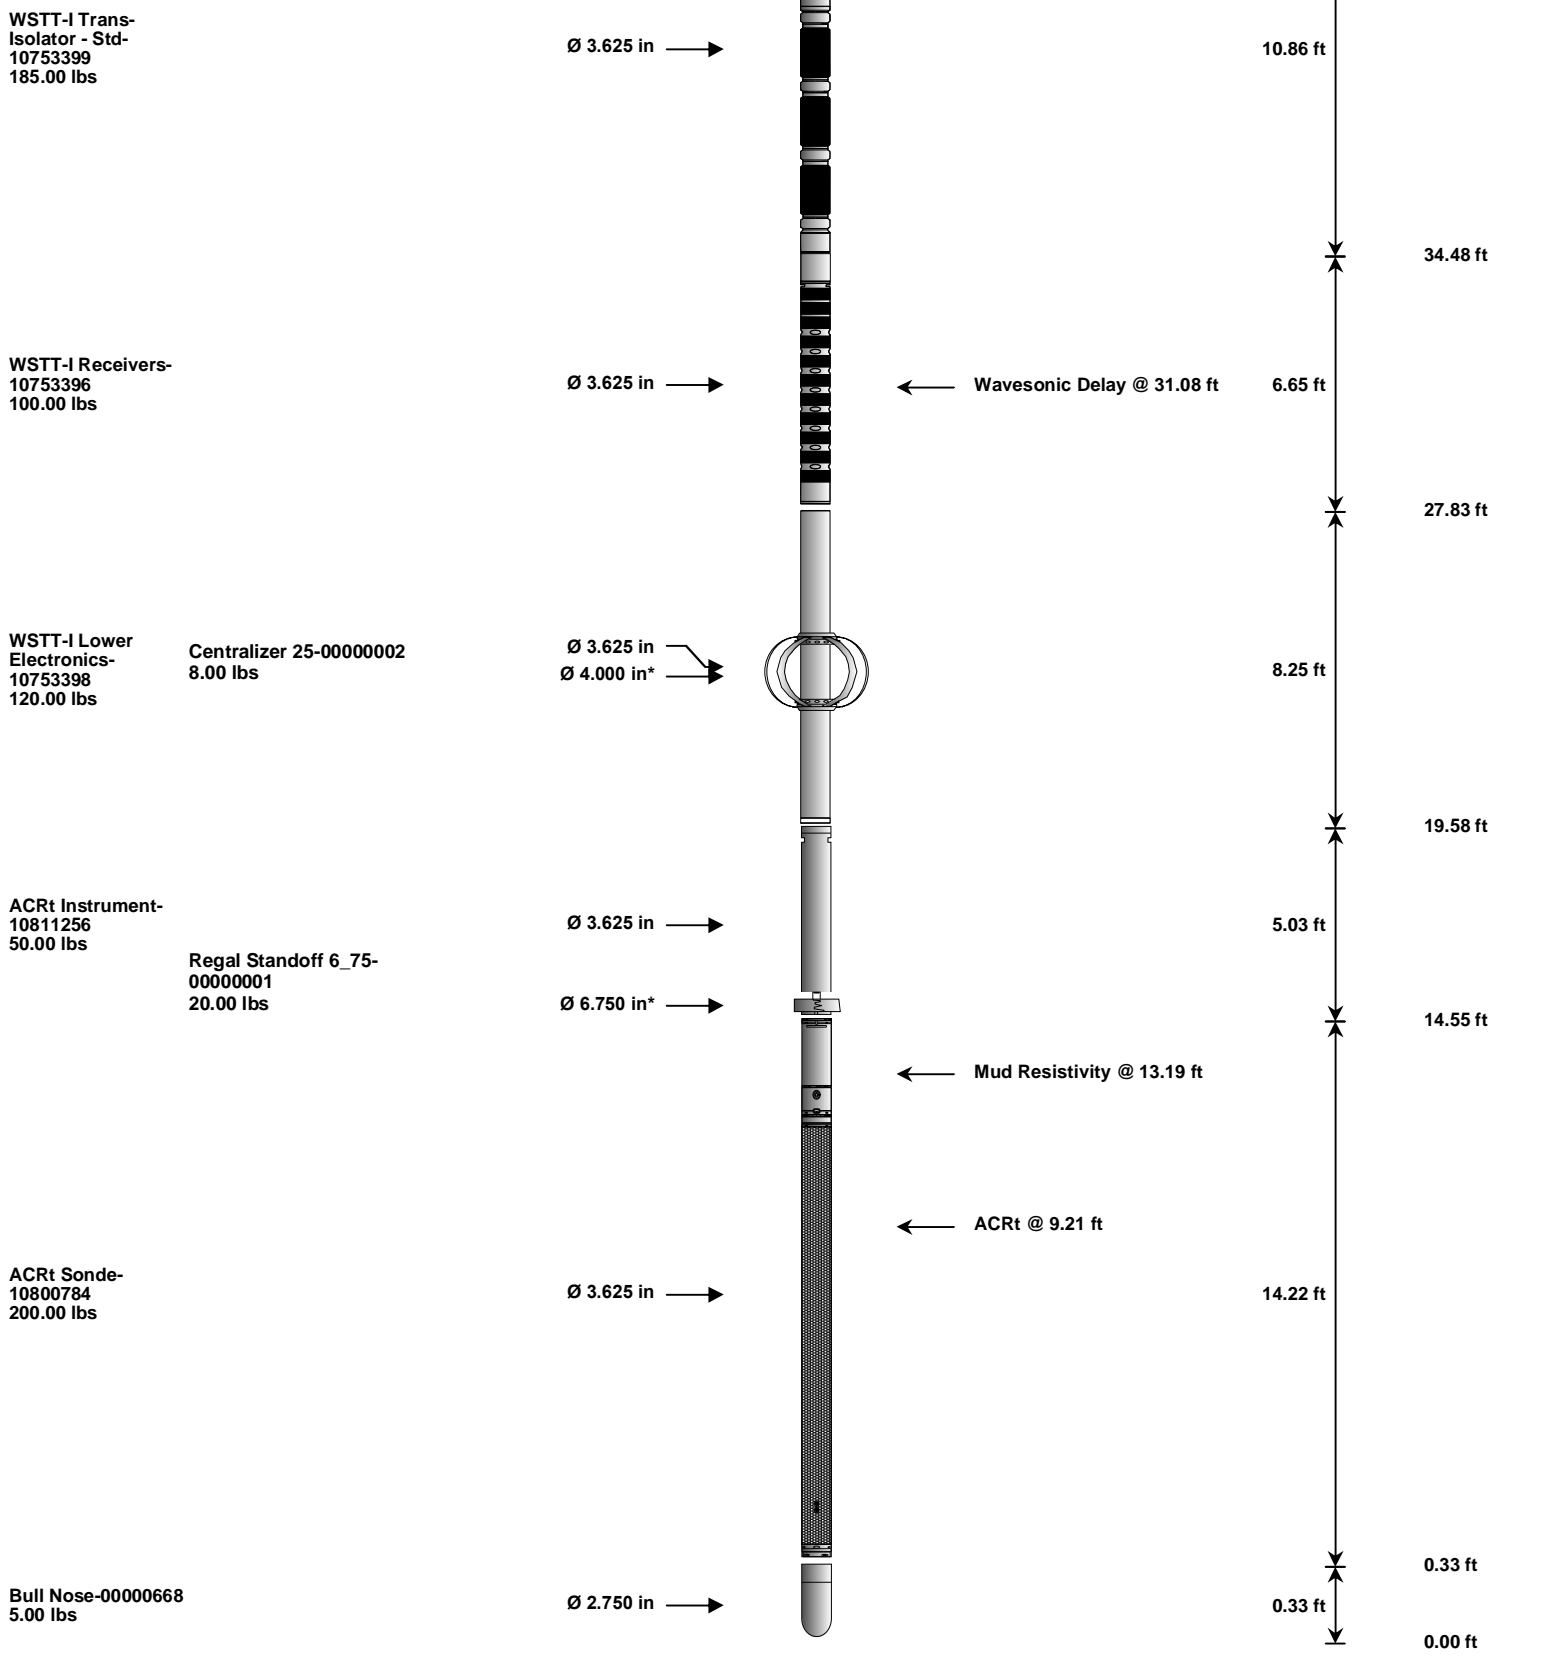 WSTT-I Trans-
Isolator - Std-
10753399
185.00 lbs
Ø 3.625 in
10.86 ft
34.48 ft
WSTT-I Receivers-
10753396
100.00 lbs
Ø 3.625 in
Wavesonic Delay @ 31.08 ft
6.65 ft
27.83 ft
WSTT-I Lower
Electronics-
10753398
120.00 lbs
Centralizer 25-00000002
8.00 lbs
Ø 3.625 in
Ø 4.000 in*
8.25 ft
19.58 ft
ACRt Instrument-
10811256
50.00 lbs
Ø 3.625 in
5.03 ft
Regal Standoff 6_75-
00000001
20.00 lbs
Ø 6.750 in*
14.55 ft
Mud Resistivity @ 13.19 ft
ACRt @ 9.21 ft
ACRt Sonde-
10800784
200.00 lbs
Ø 3.625 in
14.22 ft
0.33 ft
Bull Nose-00000668
5.00 lbs
Ø 2.750 in
0.33 ft
0.00 ft